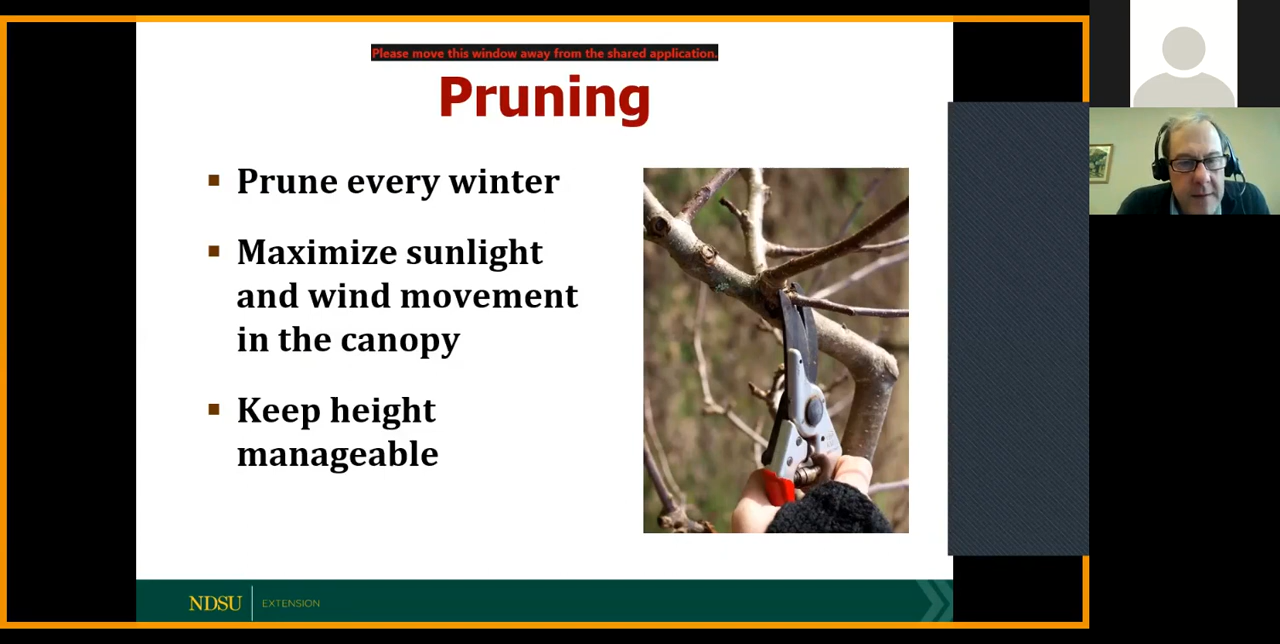 Please move this window away from the shared application.
Pruning
▪ Prune every winter
▪ Maximize sunlight
and wind movement
in the canopy
▪ Keep height
manageable
NDSU EXTENSION